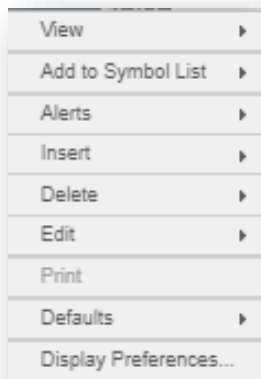 View
Add to Symbol List
Alerts
Insert
Delete
Edit
Print
Defaults
Display Preferences...